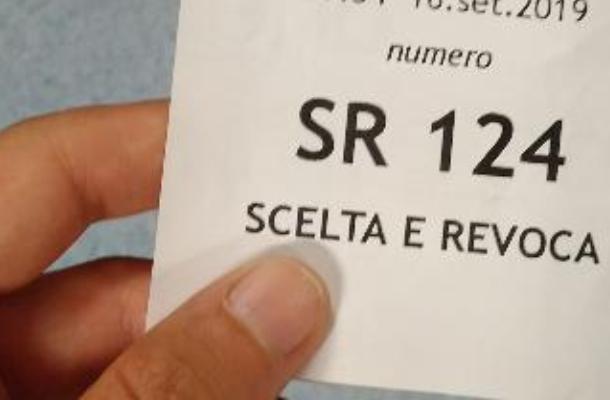 16.set.2019
numero
SR 124
SCELTA E REVOCA